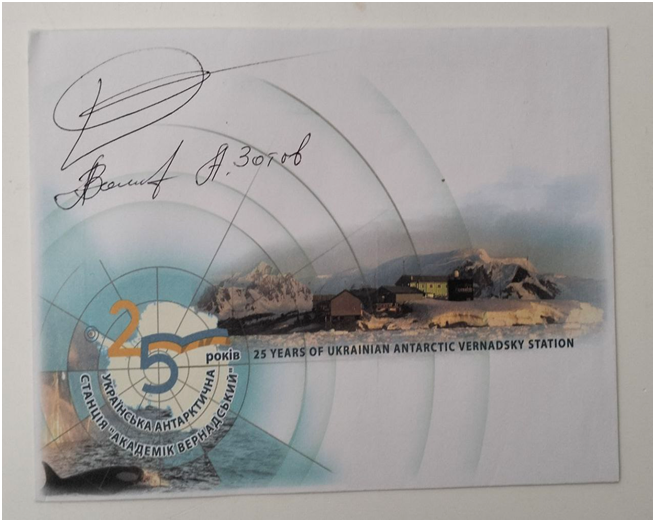 А. Зотов
25
років
УКРАЇНСЬКА АНТАРКТИЧНА
СТАНЦІЯ "АКАДЕМІК ВЕРНАДСЬКИЙ"
25 YEARS OF UKRAINIAN ANTARCTIC VERNADSKY STATION